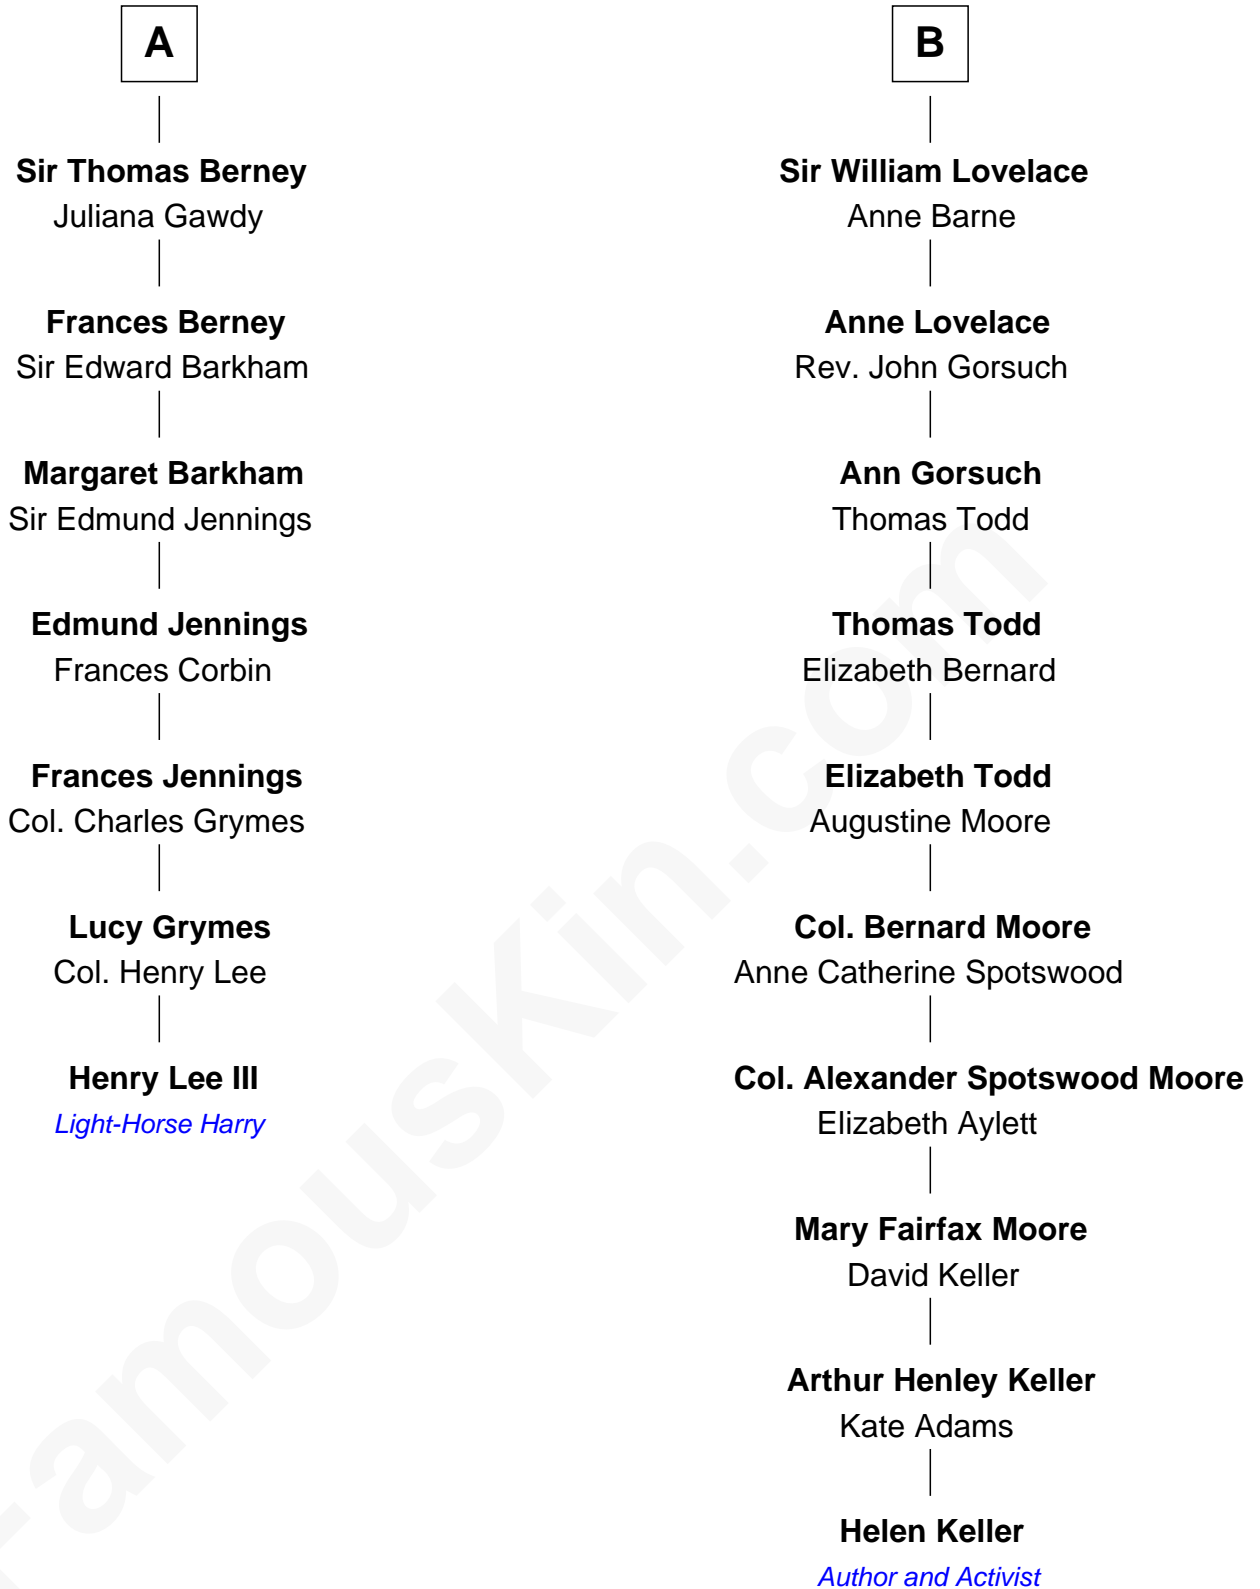 A
Sir Thomas Berney
Juliana Gawdy
Frances Berney
Sir Edward Barkham
Margaret Barkham
Sir Edmund Jennings
Edmund Jennings
Frances Corbin
Frances Jennings
Col. Charles Grymes
Lucy Grymes
Col. Henry Lee
Henry Lee III
Light-Horse Harry
B
Sir William Lovelace
Anne Barne
Anne Lovelace
Rev. John Gorsuch
Ann Gorsuch
Thomas Todd
Thomas Todd
Elizabeth Bernard
Elizabeth Todd
Augustine Moore
Col. Bernard Moore
Anne Catherine Spotswood
Col. Alexander Spotswood Moore
Elizabeth Aylett
Mary Fairfax Moore
David Keller
Arthur Henley Keller
Kate Adams
Helen Keller
Author and Activist
FamousKin.com